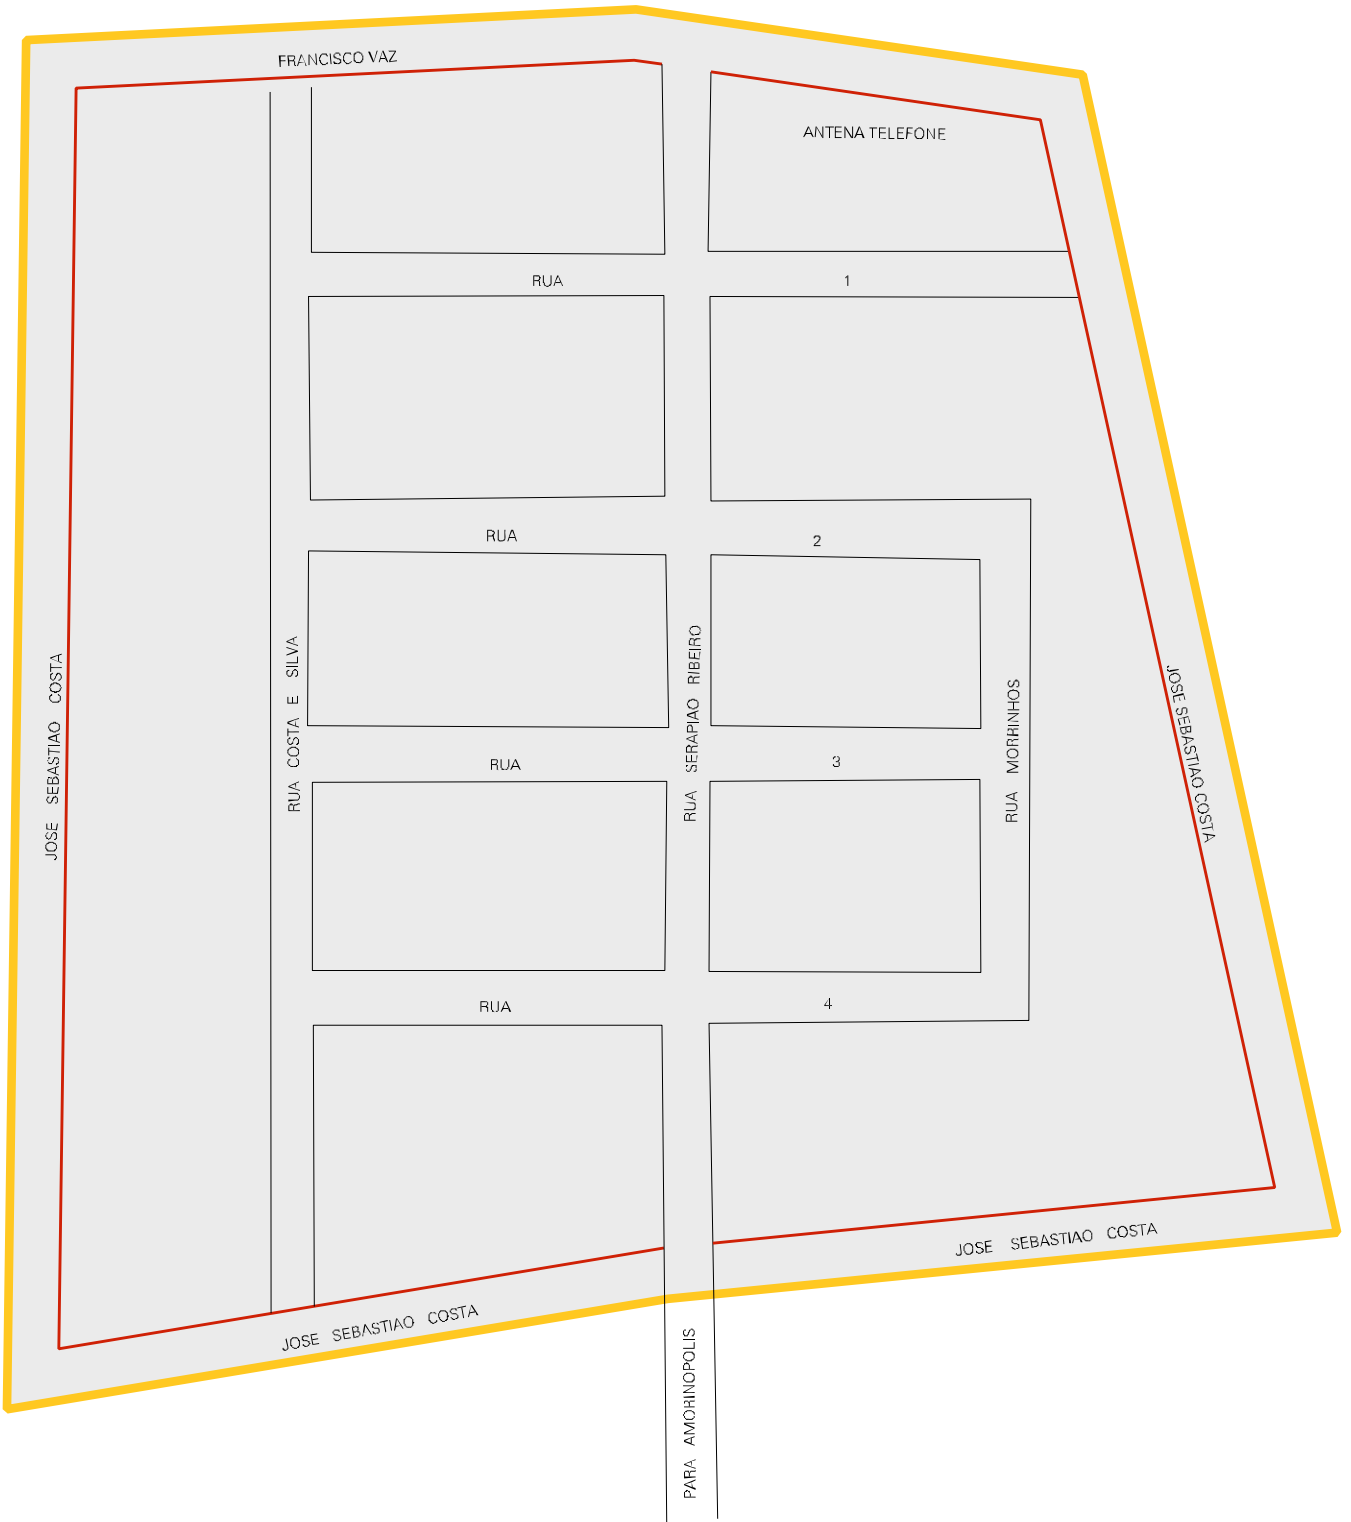 FRANCISCO VAZ
ANTENA TELEFONE
RUA 1
RUA 2
JOSE SEBASTIAO COSTA
RUA COSTA E SILVA
RUA SERAPIAO RIBEIRO
RUA MORRINHOS
JOSE SEBASTIAO COSTA
RUA 3
RUA 4
JOSE SEBASTIAO COSTA
JOSE SEBASTIAO COSTA
PARA AMORINOPOLIS